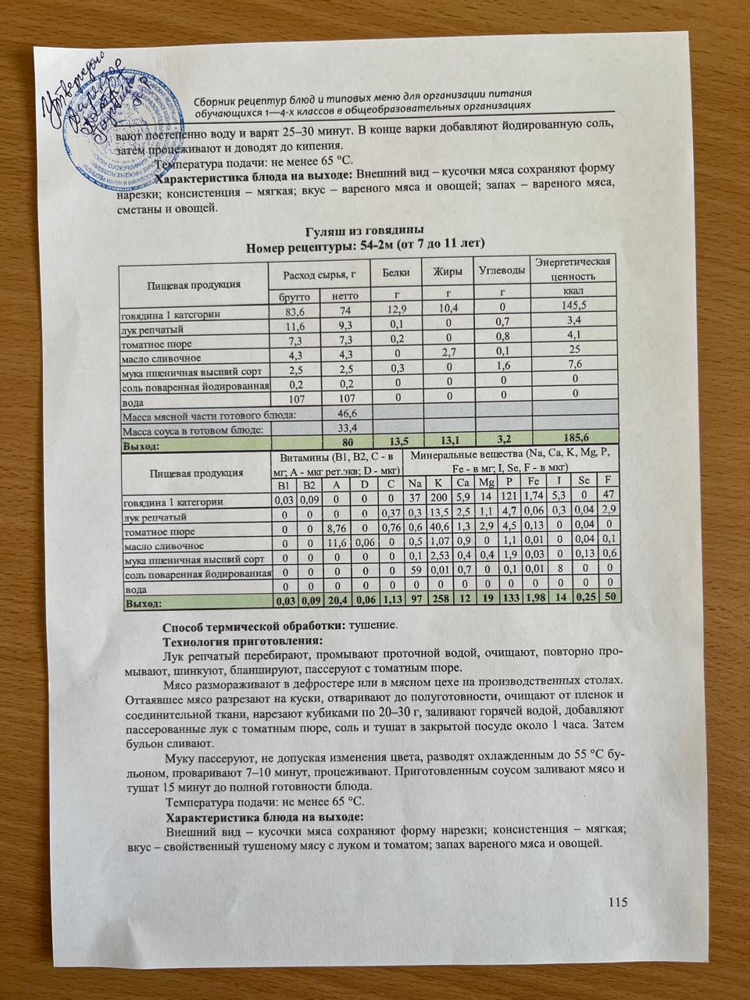 Утверждаю
Директор
Сборник рецептур блюд и типовых меню для организации питания
обучающихся 1—4-х классов в общеобразовательных организациях
вают постепенно воду и варят 25–30 минут. В конце варки добавляют йодированную соль,
затем процеживают и доводят до кипения.
Температура подачи: не менее 65 °С.
Характеристика блюда на выходе: Внешний вид – кусочки мяса сохраняют форму
нарезки; консистенция – мягкая; вкус – вареного мяса и овощей; запах – вареного мяса,
сметаны и овощей.
Гуляш из говядины
Номер рецептуры: 54-2м (от 7 до 11 лет)
Пищевая продукция Расход сырья, г Белки Жиры Углеводы Энергетическая ценность
брутто нетто г г г ккал
говядина 1 категории 83,6 74 12,9 10,4 0 145,5
лук репчатый 11,6 9,3 0,1 0 0,7 3,4
томатное пюре 7,3 7,3 0,2 0 0,8 4,1
масло сливочное 4,3 4,3 0 2,7 0,1 25
мука пшеничная высший сорт 2,5 2,5 0,3 0 1,6 7,6
соль поваренная йодированная 0,2 0,2 0 0 0 0
вода 107 107 0 0 0 0
Масса мясной части готового блюда: 46,6
Масса соуса в готовом блюде: 33,4
Выход: 80 13,5 13,1 3,2 185,6
Пищевая продукция Витамины (В1, В2, С - в мг; А - мкг рет.экв; D - мкг) Минеральные вещества (Na, Ca, K, Mg, P, Fe - в мг; I, Se, F - в мкг)
В1 В2 А D С Na K Ca Mg P Fe I Se F
говядина 1 категории 0,03 0,09 0 0 0 37 200 5,9 14 121 1,74 5,3 0 47
лук репчатый 0 0 0 0 0,37 0,3 13,5 2,5 1,1 4,7 0,06 0,3 0,04 2,9
томатное пюре 0 0 8,76 0 0,76 0,6 40,6 1,3 2,9 4,5 0,13 0 0,04 0
масло сливочное 0 0 11,6 0,06 0 0,5 1,07 0,9 0 1,1 0,01 0 0,04 0,1
мука пшеничная высший сорт 0 0 0 0 0 0,1 2,53 0,4 0,4 1,9 0,03 0 0,13 0,6
соль поваренная йодированная 0 0 0 0 0 59 0,01 0,7 0 0,1 0,01 8 0 0
вода 0 0 0 0 0 0 0 0 0 0 0 0 0 0
Выход: 0,03 0,09 20,4 0,06 1,13 97 258 12 19 133 1,98 14 0,25 50
Способ термической обработки: тушение.
Технология приготовления:
Лук репчатый перебирают, промывают проточной водой, очищают, повторно про-
мывают, шинкуют, бланшируют, пассеруют с томатным пюре.
Мясо размораживают в дефростере или в мясном цехе на производственных столах.
Оттаявшее мясо разрезают на куски, отваривают до полуготовности, очищают от пленок и
соединительной ткани, нарезают кубиками по 20–30 г, заливают горячей водой, добавляют
пассерованные лук с томатным пюре, соль и тушат в закрытой посуде около 1 часа. Затем
бульон сливают.
Муку пассеруют, не допуская изменения цвета, разводят охлажденным до 55 °С бу-
льоном, проваривают 7–10 минут, процеживают. Приготовленным соусом заливают мясо и
тушат 15 минут до полной готовности блюда.
Температура подачи: не менее 65 °С.
Характеристика блюда на выходе:
Внешний вид – кусочки мяса сохраняют форму нарезки; консистенция – мягкая;
вкус – свойственный тушеному мясу с луком и томатом; запах вареного мяса и овощей.
115